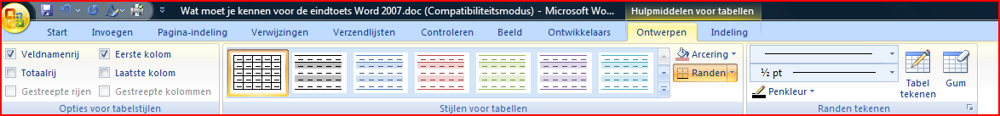 Wat moet je kennen voor de eindtoets Word 2007.doc (Compatibiliteitsmodus) - Microsoft Wo... Hulpmiddelen voor tabellen
Start Invoegen Pagina-indeling Verwijzingen Verzendlijsten Controleren Beeld Ontwikkelaars Ontwerpen Indeling
Veldnamenrij Eerste kolom
Totaalrij Laatste kolom
Gestreepte rijen Gestreepte kolommen
Opties voor tabelstijlen
Arcering
Randen
Stijlen voor tabellen
½ pt
Penkleur
Tabel tekenen
Gum
Randen tekenen